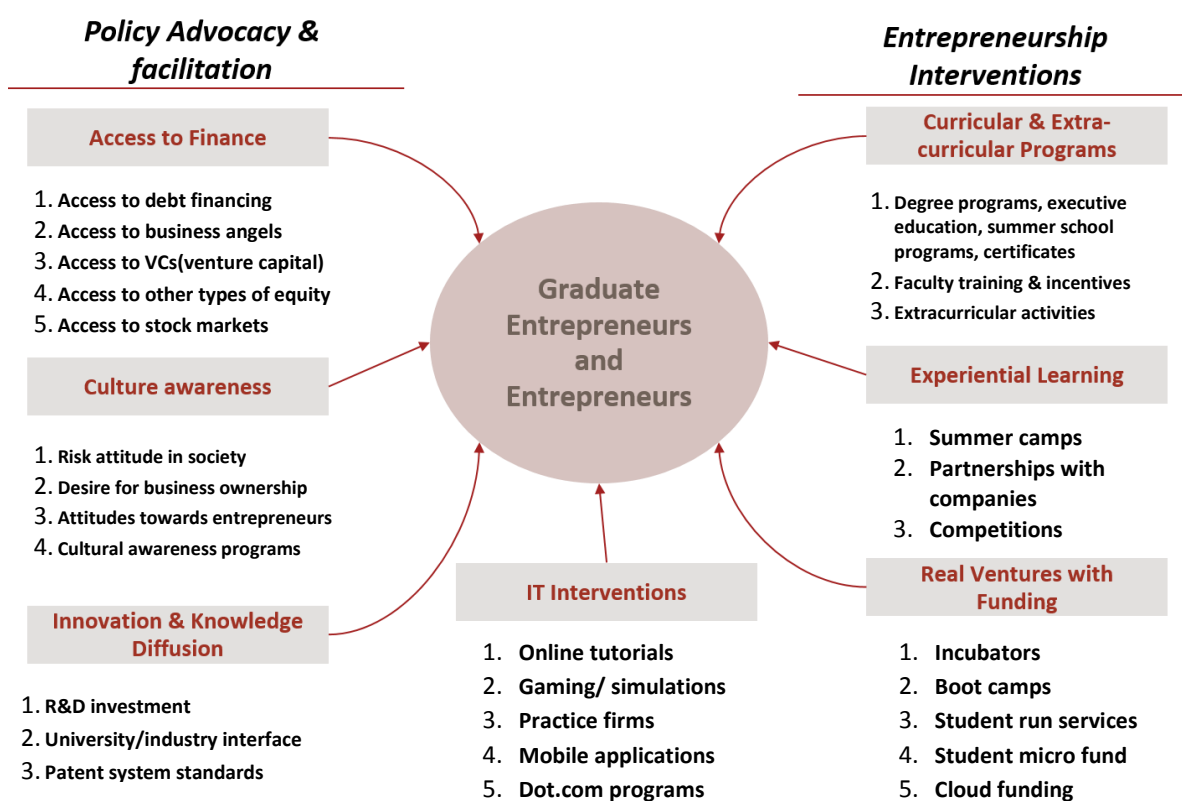 Policy Advocacy &
facilitation
Access to Finance
1. Access to debt financing
2. Access to business angels
3. Access to VCs(venture capital)
4. Access to other types of equity
5. Access to stock markets
Culture awareness
1. Risk attitude in society
2. Desire for business ownership
3. Attitudes towards entrepreneurs
4. Cultural awareness programs
Innovation & Knowledge
Diffusion
1. R&D investment
2. University/industry interface
3. Patent system standards
Graduate
Entrepreneurs
and
Entrepreneurs
IT Interventions
1. Online tutorials
2. Gaming/ simulations
3. Practice firms
4. Mobile applications
5. Dot.com programs
Entrepreneurship
Interventions
Curricular & Extra-
curricular Programs
1. Degree programs, executive
education, summer school
programs, certificates
2. Faculty training & incentives
3. Extracurricular activities
Experiential Learning
1. Summer camps
2. Partnerships with
companies
3. Competitions
Real Ventures with
Funding
1. Incubators
2. Boot camps
3. Student run services
4. Student micro fund
5. Cloud funding